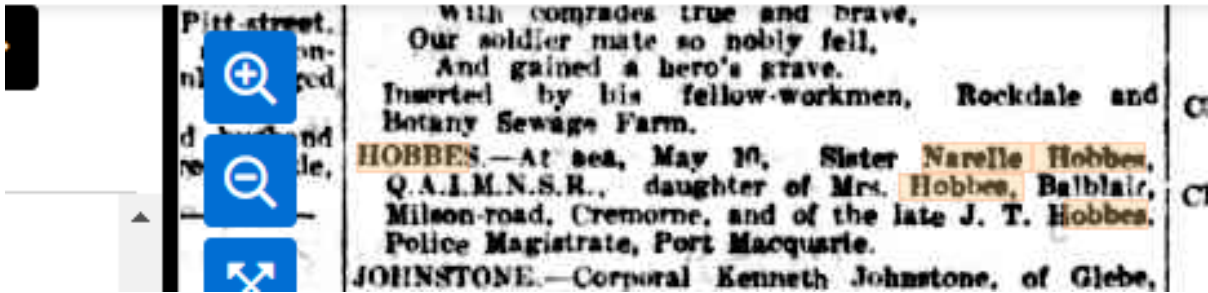 Pitt-street.
With comrades true and brave,
Our soldier mate so nobly fell,
And gained a hero's grave.
Inserted by his fellow-workmen, Rockdale and
Botany Sewage Farm.
HOBBES.—At sea, May 10, Sister Narelle Hobbes,
Q.A.I.M.N.S.R., daughter of Mrs. Hobbes, Balblair,
Milson-road, Cremorne, and of the late J. T. Hobbes,
Police Magistrate, Port Macquarie.
JOHNSTONE.—Corporal Kenneth Johnstone, of Glebe,